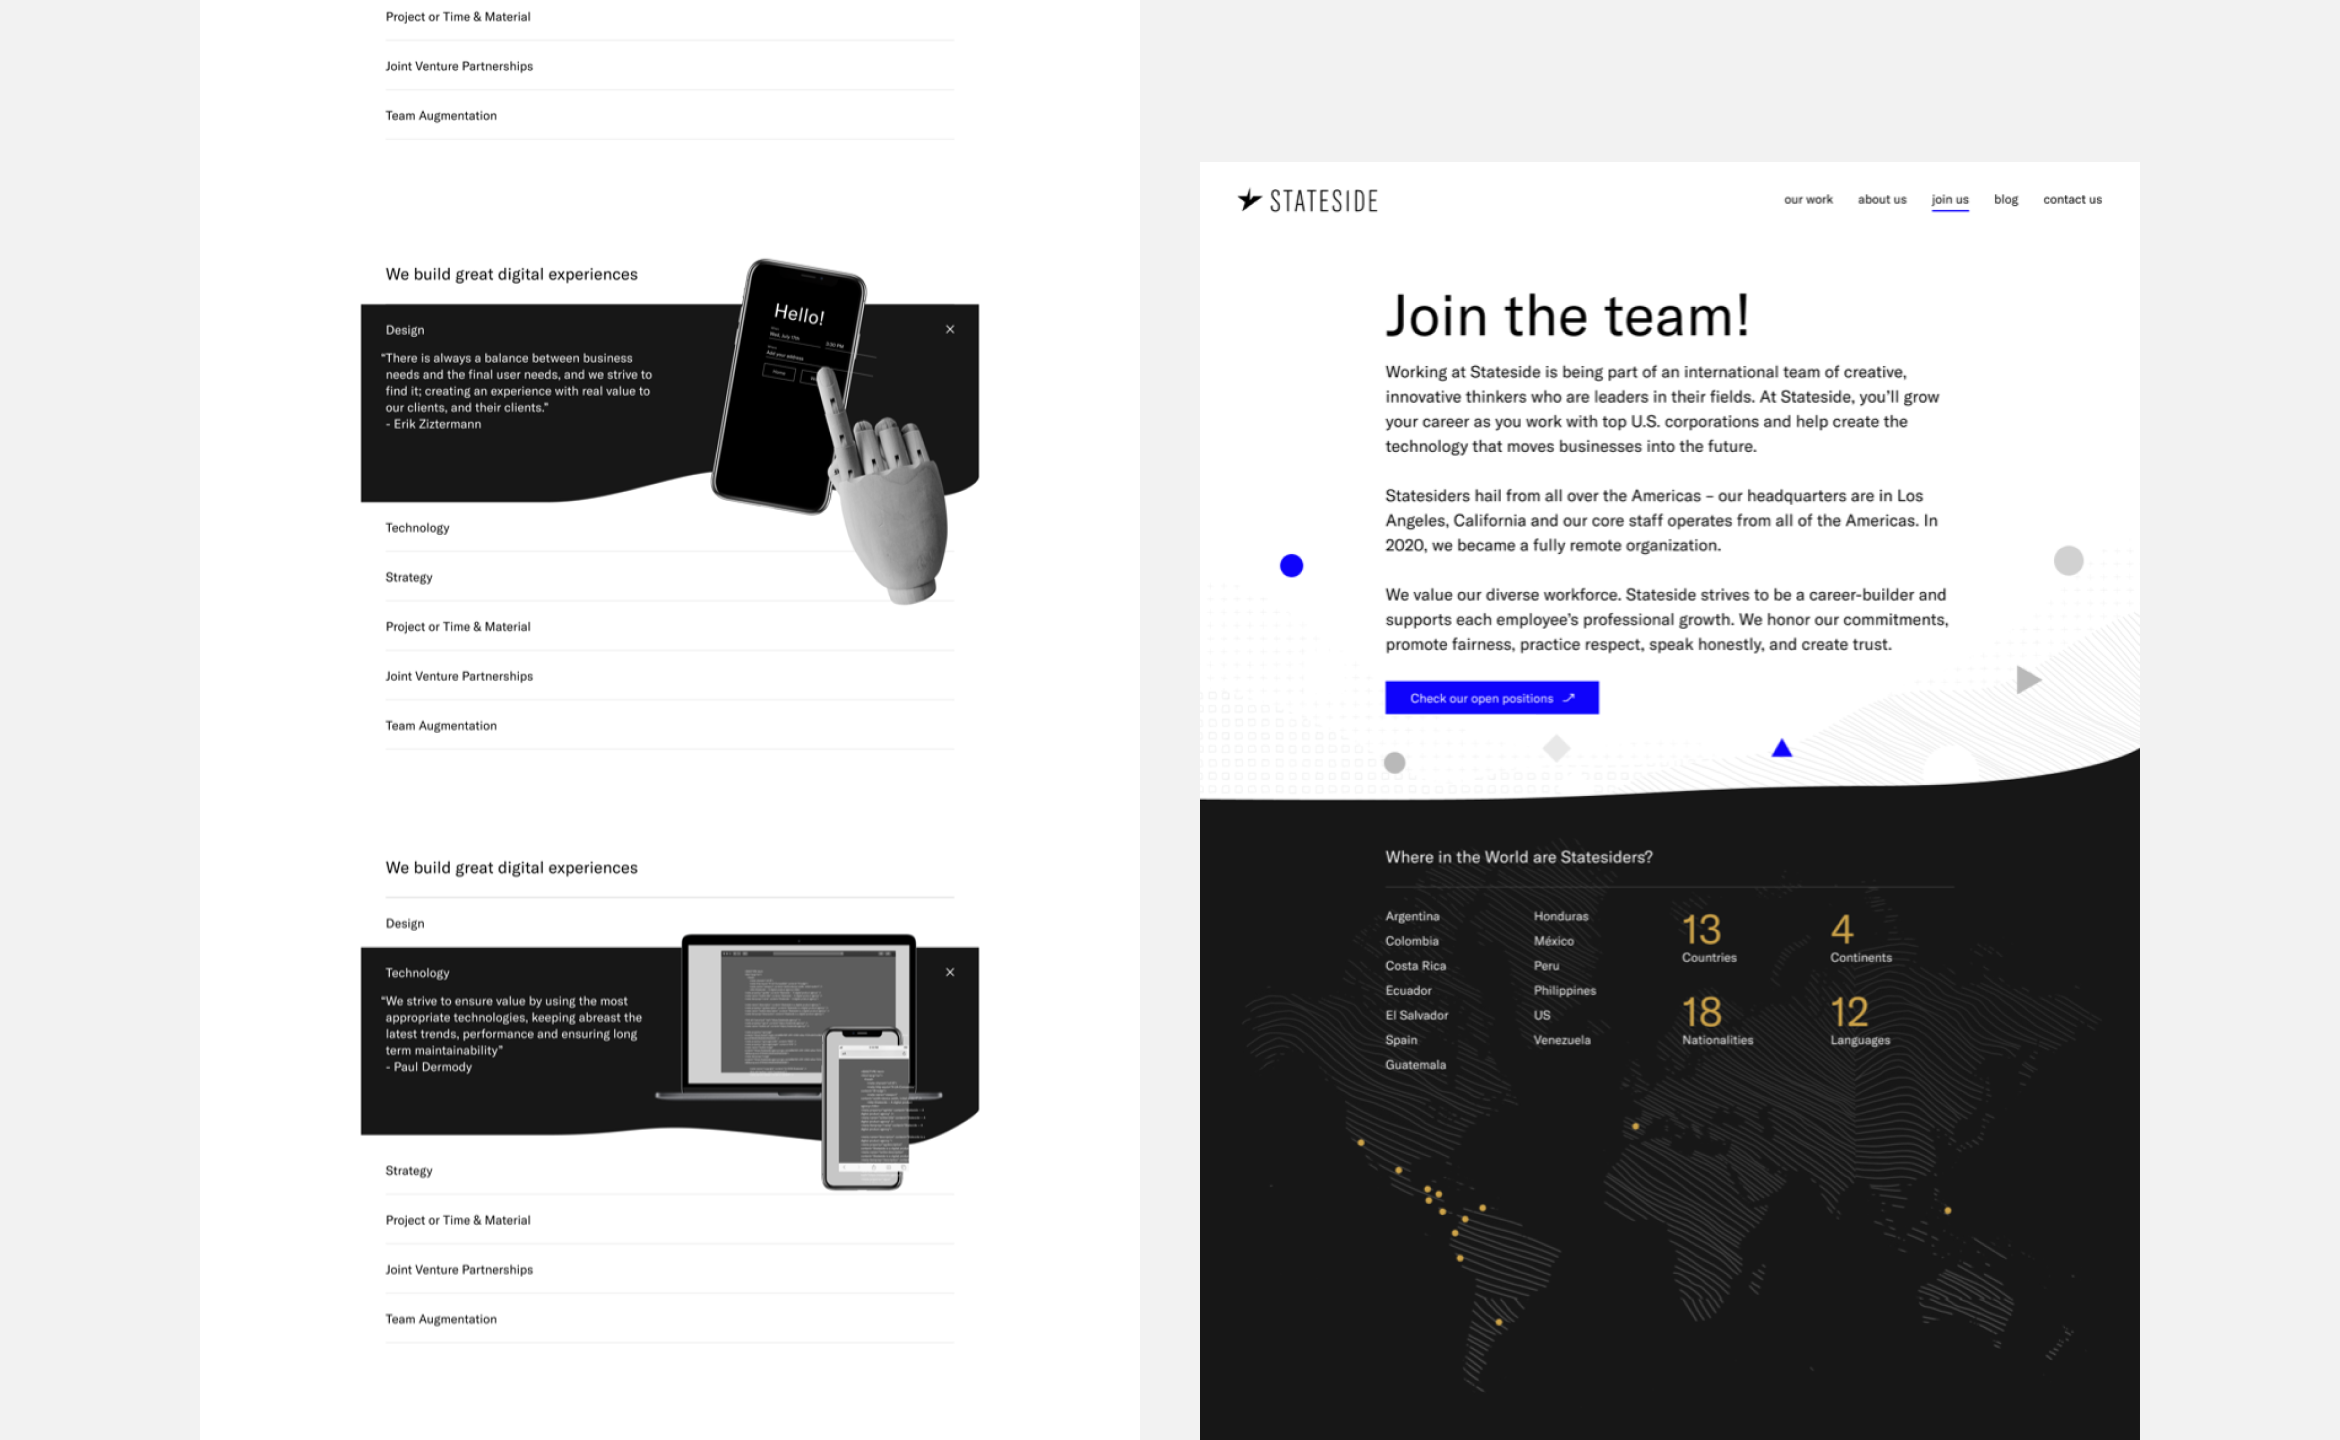 Project or Time & Material
Joint Venture Partnerships
Team Augmentation
We build great digital experiences
Design
“There is always a balance between business
needs and the final user needs, and we strive to
find it; creating an experience with real value to
our clients, and their clients.”
- Erik Ziztermann
Hello!
Wed, July 17th
3:30 PM
Add your address
Home
Technology
Strategy
Project or Time & Material
Joint Venture Partnerships
Team Augmentation
We build great digital experiences
Design
Technology
“We strive to ensure value by using the most
appropriate technologies, keeping abreast the
latest trends, performance and ensuring long
term maintainability”
- Paul Dermody
Strategy
Project or Time & Material
Joint Venture Partnerships
Team Augmentation
STATESIDE
our work about us join us blog contact us
Join the team!
Working at Stateside is being part of an international team of creative,
innovative thinkers who are leaders in their fields. At Stateside, you’ll grow
your career as you work with top U.S. corporations and help create the
technology that moves businesses into the future.
Statesiders hail from all over the Americas – our headquarters are in Los
Angeles, California and our core staff operates from all of the Americas. In
2020, we became a fully remote organization.
We value our diverse workforce. Stateside strives to be a career-builder and
supports each employee’s professional growth. We honor our commitments,
promote fairness, practice respect, speak honestly, and create trust.
Check our open positions
Where in the World are Statesiders?
Argentina
Colombia
Costa Rica
Ecuador
El Salvador
Spain
Guatemala
Honduras
México
Peru
Philippines
US
Venezuela
13
Countries
4
Continents
18
Nationalities
12
Languages